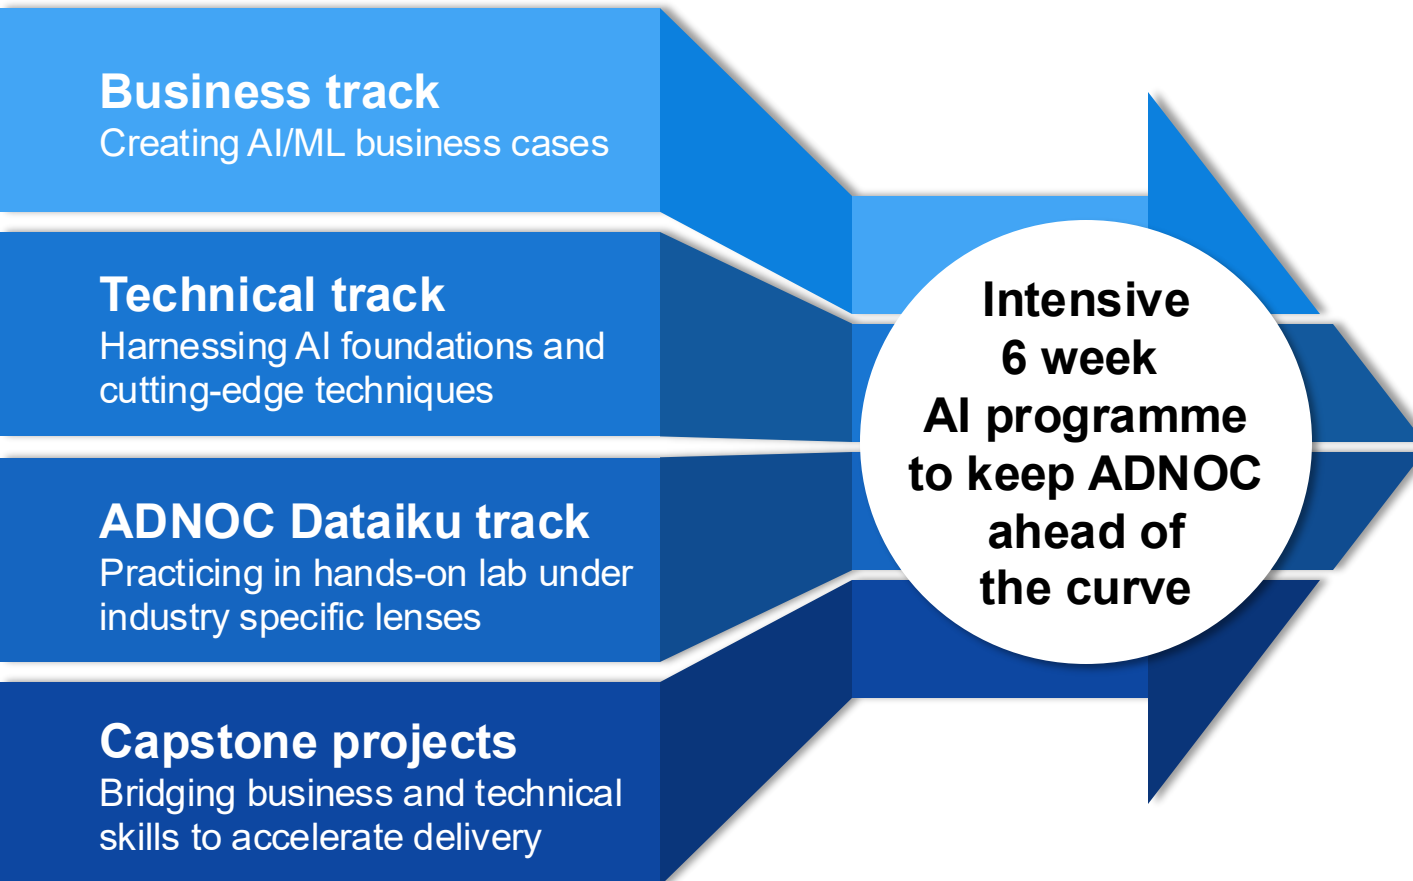 Business track
Creating AI/ML business cases
Technical track
Harnessing AI foundations and
cutting-edge techniques
ADNOC Dataiku track
Practicing in hands-on lab under
industry specific lenses
Capstone projects
Bridging business and technical
skills to accelerate delivery
Intensive
6 week
AI programme
to keep ADNOC
ahead of
the curve